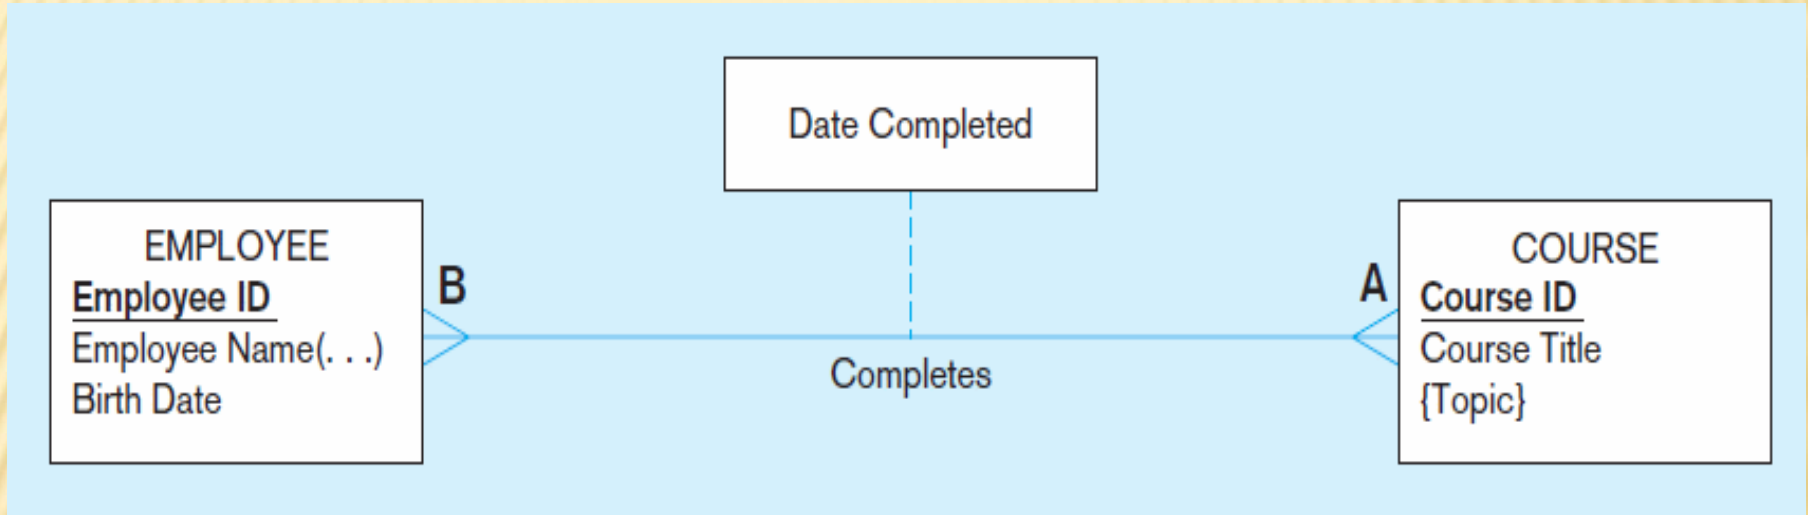 Date Completed
EMPLOYEE
Employee ID
Employee Name(. . .)
Birth Date
B
Completes
A
COURSE
Course ID
Course Title
{Topic}